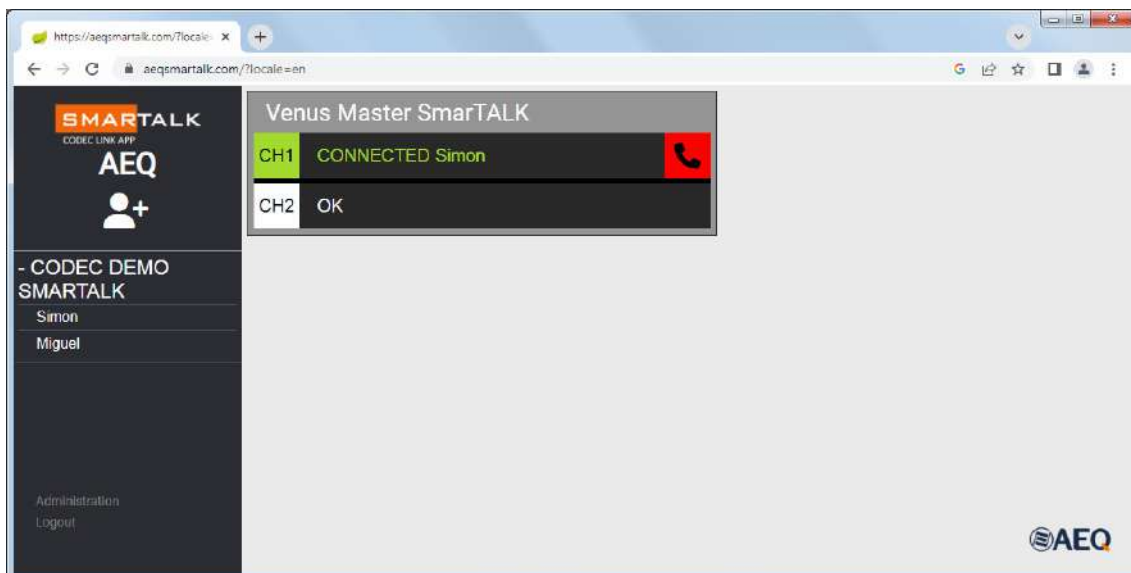 https://aeqsmartalk.com/?locale=
aeqsmartalk.com/?locale=en
SMARTALK
CODEC LINK APP
AEQ
- CODEC DEMO
SMARTALK
Simon
Miguel
Administration
Logout
Venus Master SmarTALK
CH1 CONNECTED Simon
CH2 OK
AEQ